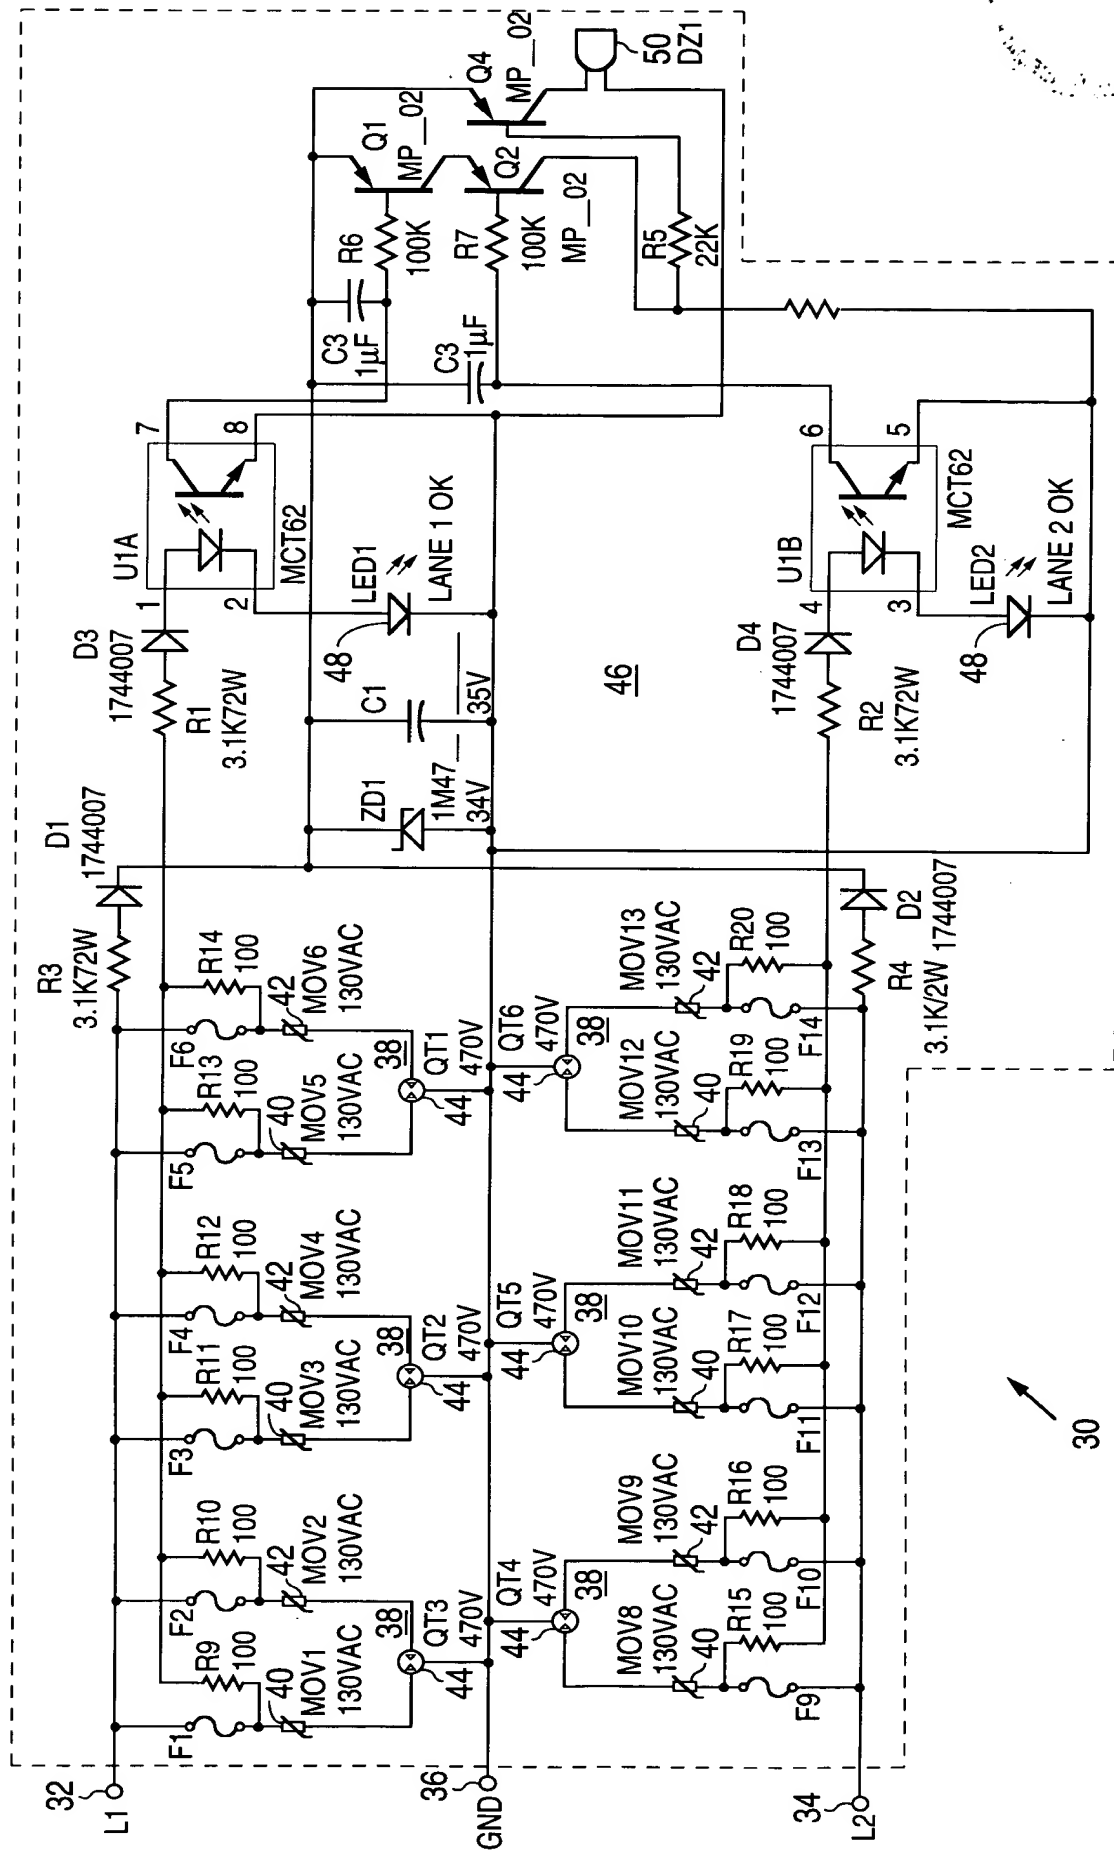 32
L1
36
GND
34
L2
F1
R9
100
40
MOV1
130VAC
F2
R10
100
42
MOV2
130VAC
38
QT3
470V
44
F3
R11
100
40
MOV3
130VAC
F4
R12
100
42
MOV4
130VAC
38
QT2
470V
44
F5
R13
100
40
MOV5
130VAC
F6
R14
100
42
MOV6
130VAC
38
QT1
470V
44
R3
3.1K72W
D1
1744007
QT4
470V
38
44
MOV8
130VAC
40
R15
100
F9
MOV9
130VAC
42
R16
100
F10
QT5
470V
38
44
MOV10
130VAC
40
R17
100
F11
MOV11
130VAC
42
R18
100
F12
QT6
470V
38
44
MOV12
130VAC
40
R19
100
F13
MOV13
130VAC
42
R20
100
F14
R4
3.1K/2W
D2
1744007
ZD1
1M47
34V
C1
35V
D3
1744007
R1
3.1K72W
1
2
U1A
MCT62
7
8
48
LED1
LANE 1 OK
46
D4
1744007
R2
3.1K72W
4
3
U1B
MCT62
6
5
48
LED2
LANE 2 OK
C3
1µF
R6
100K
Q1
MP__02
C3
1µF
R7
100K
Q2
MP__02
Q4
MP__02
R5
22K
50
DZ1
30